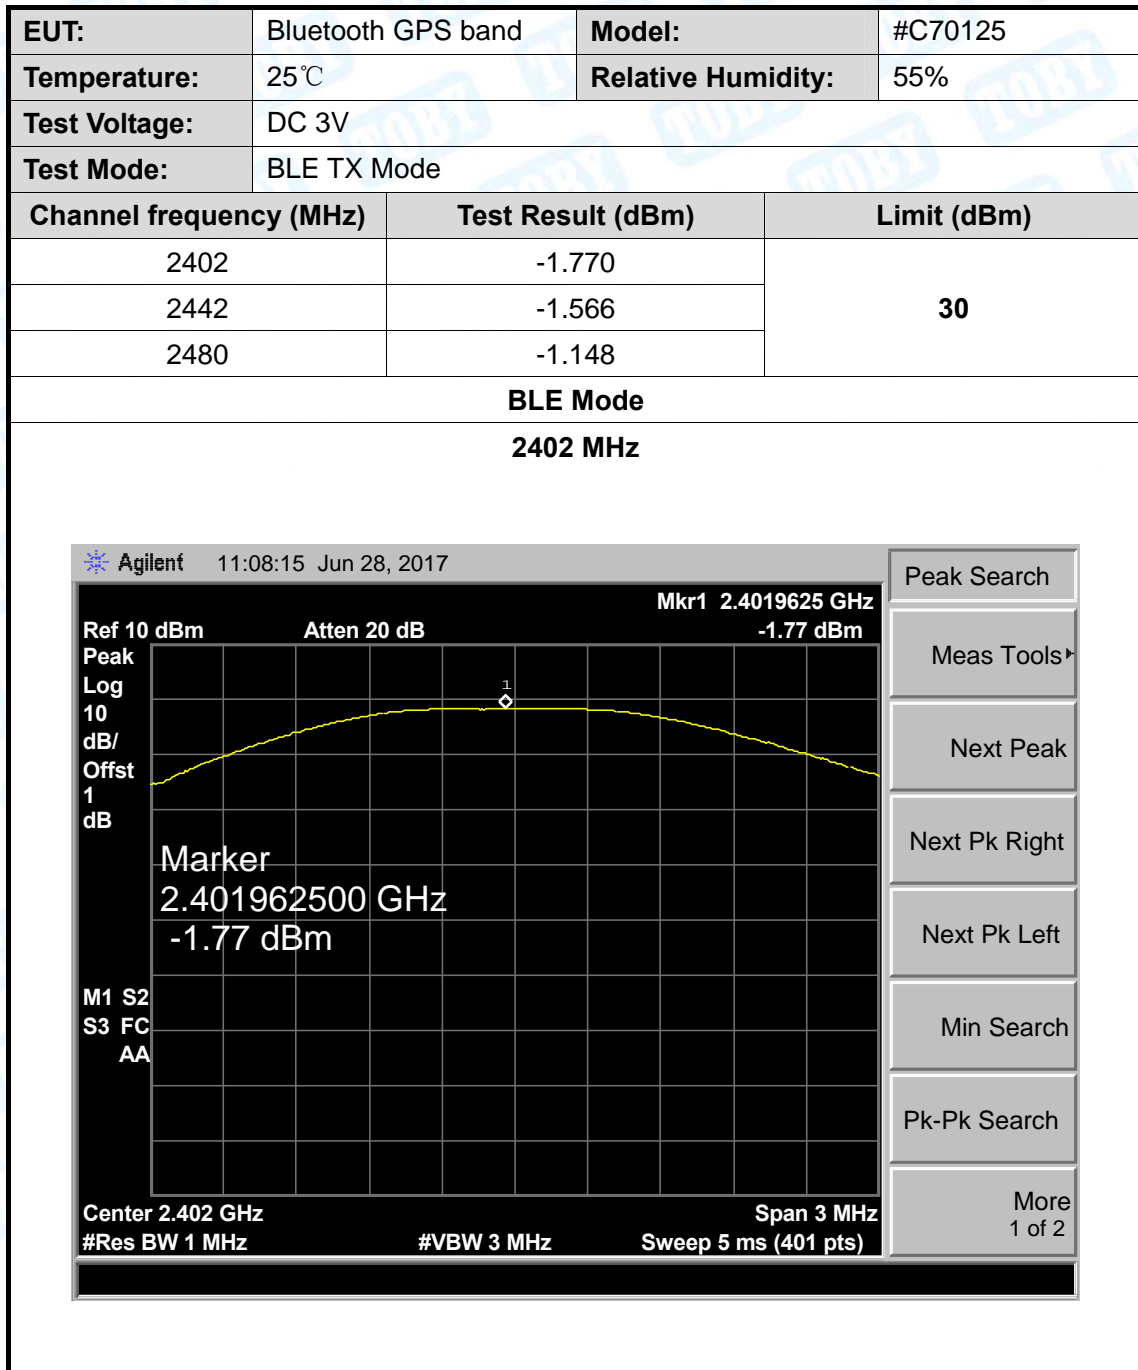 EUT: Bluetooth GPS band Model: #C70125
Temperature: 25℃ Relative Humidity: 55%
Test Voltage: DC 3V
Test Mode: BLE TX Mode
Channel frequency (MHz) Test Result (dBm) Limit (dBm)
2402 -1.770
2442 -1.566 30
2480 -1.148
BLE Mode
2402 MHz
Agilent 11:08:15 Jun 28, 2017
Peak Search
Mkr1 2.4019625 GHz
Ref 10 dBm Atten 20 dB -1.77 dBm
Peak
Log
10
dB/
Offst
1
dB
1
Marker
2.401962500 GHz
-1.77 dBm
M1 S2
S3 FC
AA
Center 2.402 GHz Span 3 MHz
#Res BW 1 MHz #VBW 3 MHz Sweep 5 ms (401 pts)
Meas Tools
Next Peak
Next Pk Right
Next Pk Left
Min Search
Pk-Pk Search
More
1 of 2
TOBY
TOBY
TOBY
TOBY
TOBY